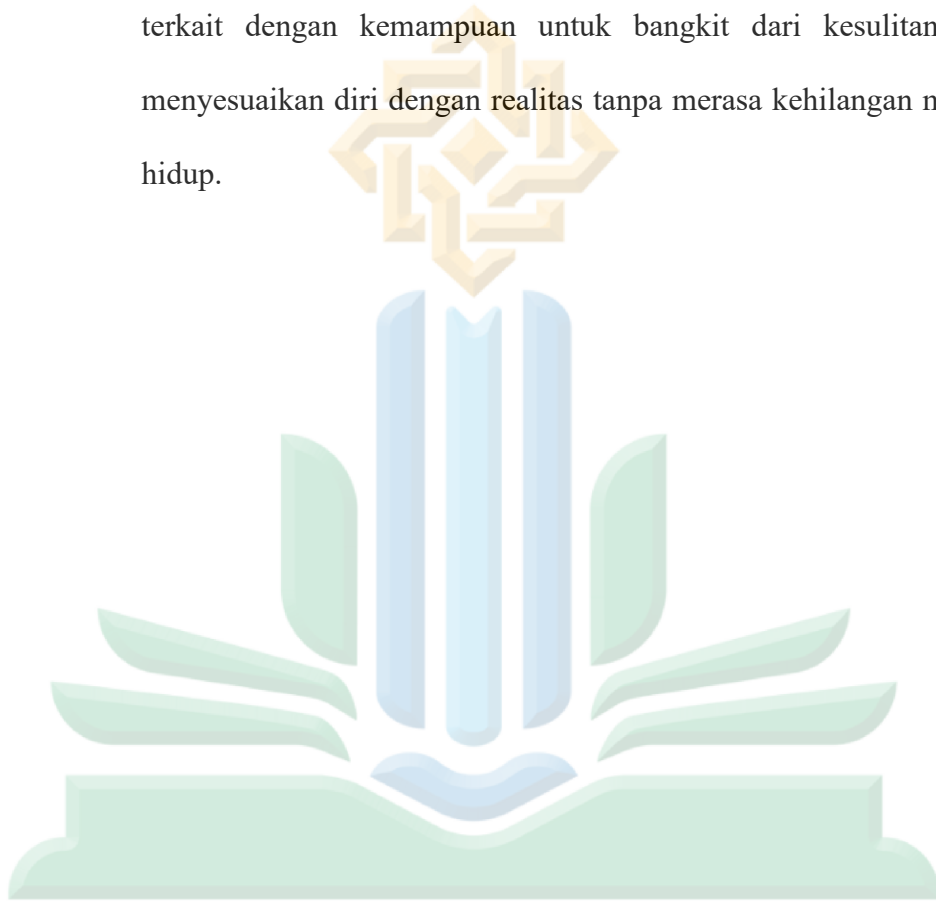 terkait dengan kemampuan untuk bangkit dari kesulitan
menyesuaikan diri dengan realitas tanpa merasa kehilangan
hidup.